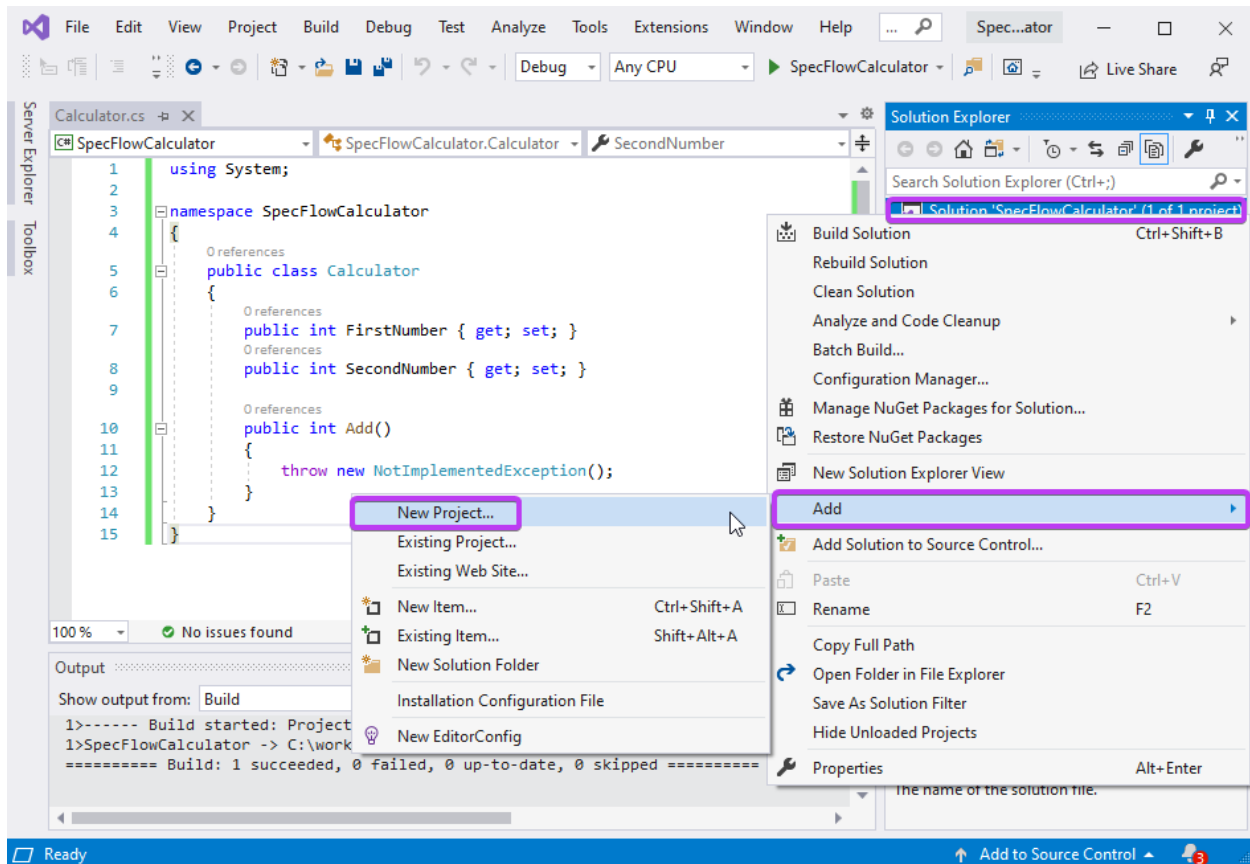 File Edit View Project Build Debug Test Analyze Tools Extensions Window Help ... Spec...ator
Debug Any CPU SpecFlowCalculator Live Share
Server Explorer
Toolbox
Calculator.cs
C# SpecFlowCalculator SpecFlowCalculator.Calculator SecondNumber
1 using System;
2
3 namespace SpecFlowCalculator
4 {
0 references
5 public class Calculator
6 {
0 references
7 public int FirstNumber { get; set; }
0 references
8 public int SecondNumber { get; set; }
9
0 references
10 public int Add()
11 {
12 throw new NotImplementedException();
13 }
14 }
15 }
100 % No issues found
Output
Show output from: Build
1>------ Build started: Project
1>SpecFlowCalculator -> C:\work
========== Build: 1 succeeded, 0 failed, 0 up-to-date, 0 skipped ==========
Solution Explorer
Search Solution Explorer (Ctrl+;)
Solution 'SpecFlowCalculator' (1 of 1 project)
Build Solution Ctrl+Shift+B
Rebuild Solution
Clean Solution
Analyze and Code Cleanup
Batch Build...
Configuration Manager...
Manage NuGet Packages for Solution...
Restore NuGet Packages
New Solution Explorer View
Add
Add Solution to Source Control...
Paste Ctrl+V
Rename F2
Copy Full Path
Open Folder in File Explorer
Save As Solution Filter
Hide Unloaded Projects
Properties Alt+Enter
The name of the solution file.
New Project...
Existing Project...
Existing Web Site...
New Item... Ctrl+Shift+A
Existing Item... Shift+Alt+A
New Solution Folder
Installation Configuration File
New EditorConfig
Ready Add to Source Control 3